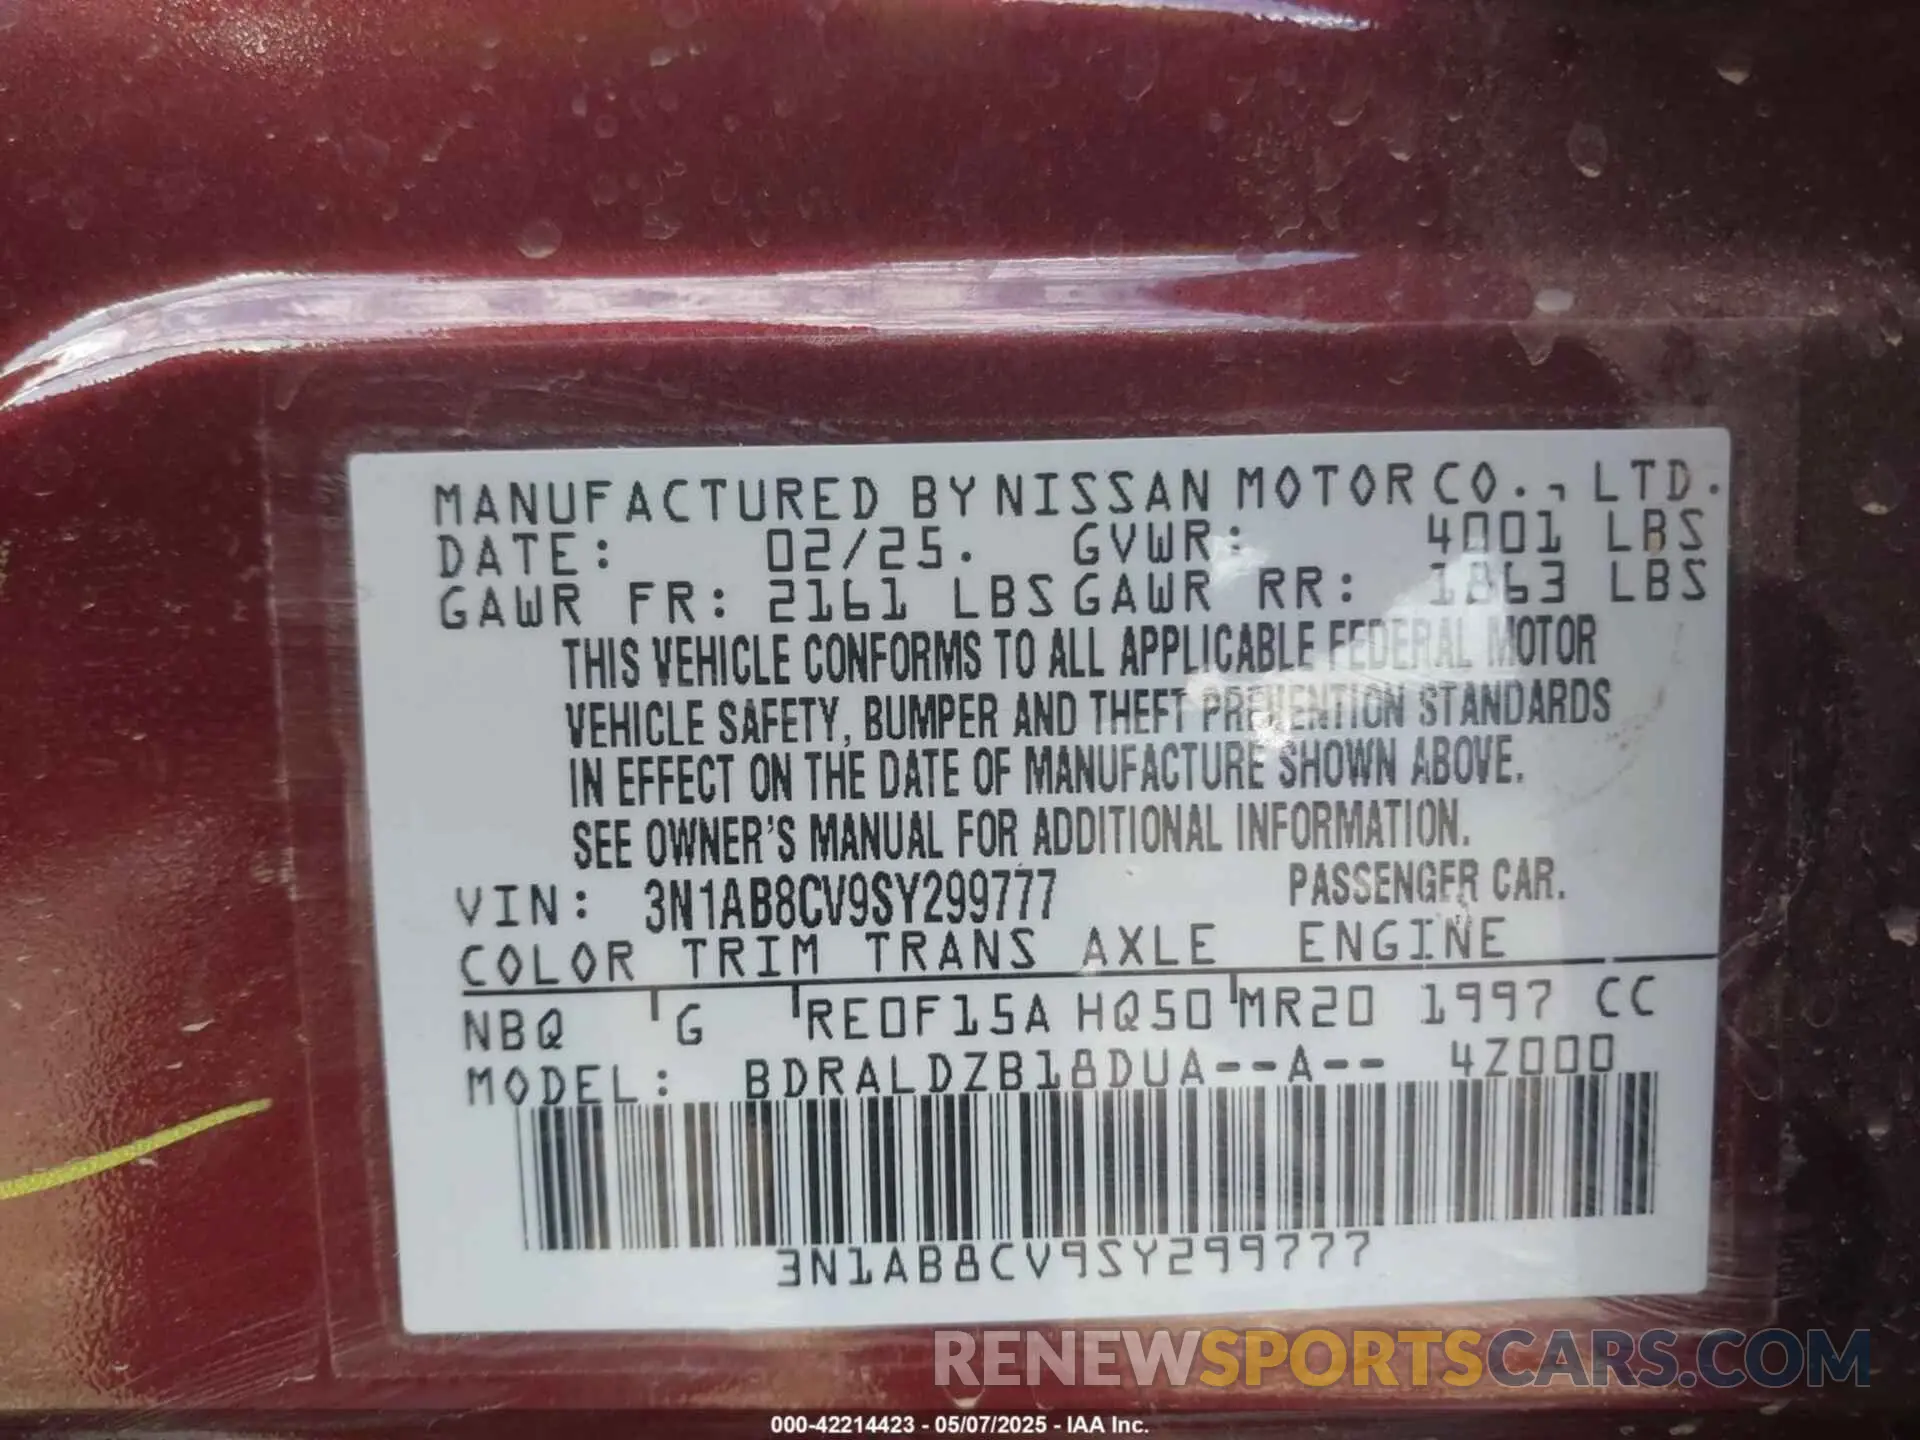 MANUFACTURED BY NISSAN MOTOR CO., LTD.
DATE: 02/25. GVWR: 4001 LBS
GAWR FR: 2161 LBS GAWR RR: 1863 LBS
THIS VEHICLE CONFORMS TO ALL APPLICABLE FEDERAL MOTOR
VEHICLE SAFETY, BUMPER AND THEFT PREVENTION STANDARDS
IN EFFECT ON THE DATE OF MANUFACTURE SHOWN ABOVE.
SEE OWNER'S MANUAL FOR ADDITIONAL INFORMATION.
VIN: 3N1AB8CV9SY299777 PASSENGER CAR.
COLOR TRIM TRANS AXLE ENGINE
NBQ G RE0F15A HQ50 MR20 1997 CC
MODEL: BDRALDZB18DUA--A-- 4Z000
3N1AB8CV9SY299777
RENEWSPORTSCARS.COM
000-42214423 - 05/07/2025 - IAA Inc.